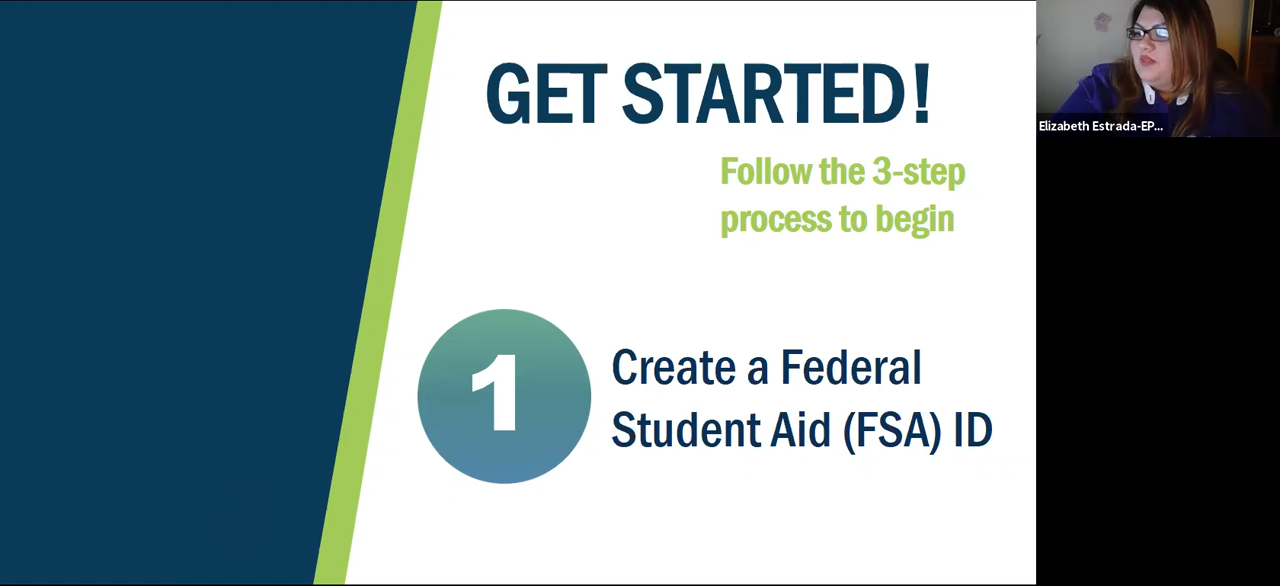 GET STARTED!
Follow the 3-step
process to begin
1
Create a Federal
Student Aid (FSA) ID
Elizabeth Estrada-EP...